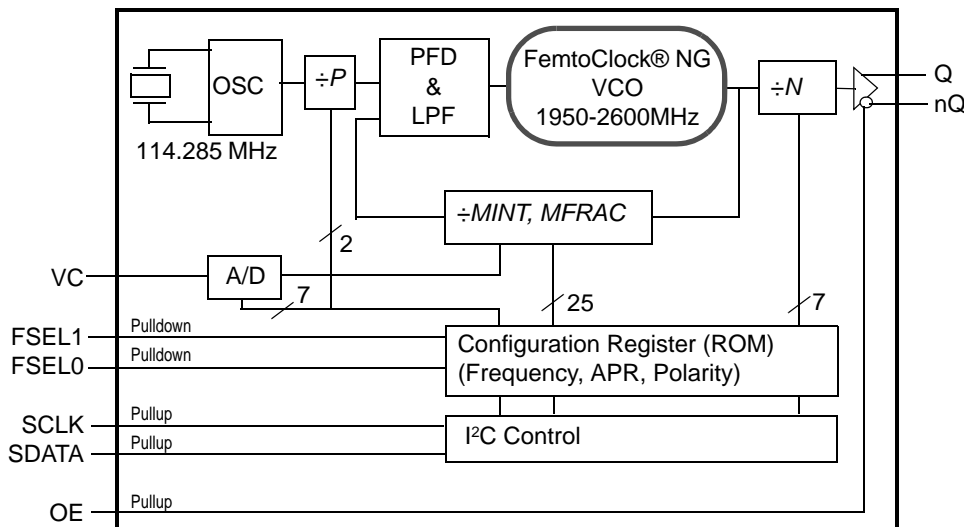 PFD
&
LPF
FemtoClock® NG
VCO
1950-2600MHz
OSC
÷P
÷N
Q
nQ
114.285 MHz
÷MINT, MFRAC
2
VC
A/D
7
25
7
FSEL1
Pulldown
FSEL0
Pulldown
Configuration Register (ROM)
(Frequency, APR, Polarity)
SCLK
Pullup
SDATA
Pullup
I²C Control
OE
Pullup